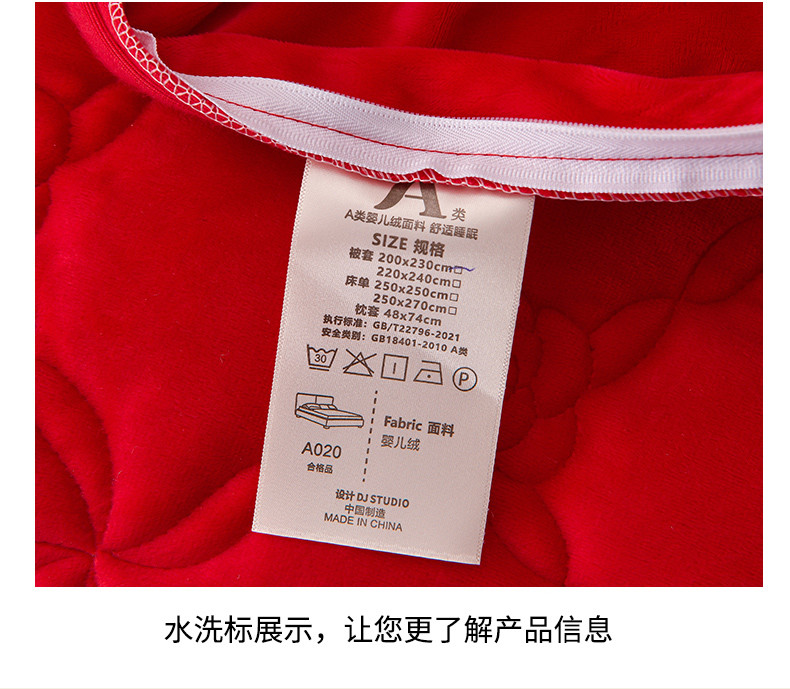 A类
A类婴儿绒面料 舒适睡眠
SIZE 规格
被套 200x230cm□
220x240cm□
床单 250x250cm□
250x270cm□
枕套 48x74cm
执行标准：GB/T22796-2021
安全类别：GB18401-2010 A类
30
P
Fabric 面料
婴儿绒
A020
合格品
设计 DJ STUDIO
中国制造
MADE IN CHINA
水洗标展示，让您更了解产品信息